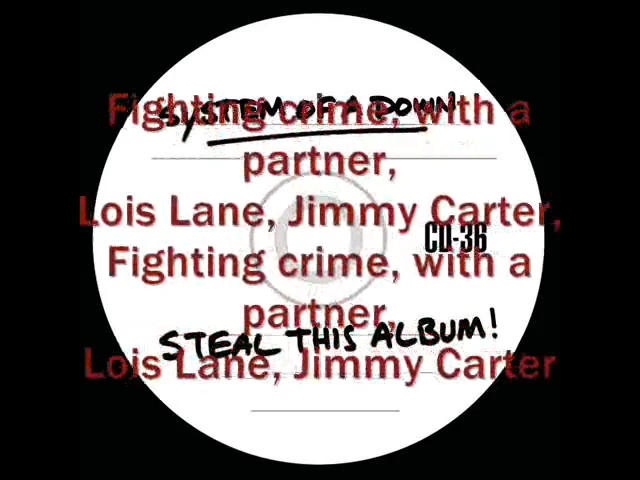 SYSTEM OF A DOWN
Fighting crime, with a
partner,
Lois Lane, Jimmy Carter,
CD-36
Fighting crime, with a
partner,
STEAL THIS ALBUM!
Lois Lane, Jimmy Carter